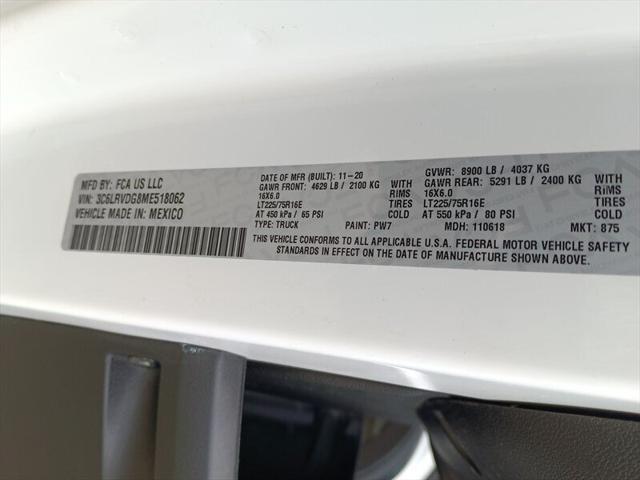 MFD BY: FCA US LLC
VIN: 3C6LRVDG8ME518062
VEHICLE MADE IN: MEXICO
DATE OF MFR (BUILT): 11-20
GAWR FRONT: 4629 LB / 2100 KG WITH
16X6.0 RIMS
LT225/75R16E TIRES
AT 450 kPa / 65 PSI COLD
TYPE: TRUCK PAINT: PW7
GVWR: 8900 LB / 4037 KG
GAWR REAR: 5291 LB / 2400 KG WITH
16X6.0 RIMS
LT225/75R16E TIRES
AT 550 kPa / 80 PSI COLD
MDH: 110618 MKT: 875
THIS VEHICLE CONFORMS TO ALL APPLICABLE U.S.A. FEDERAL MOTOR VEHICLE SAFETY
STANDARDS IN EFFECT ON THE DATE OF MANUFACTURE SHOWN ABOVE.